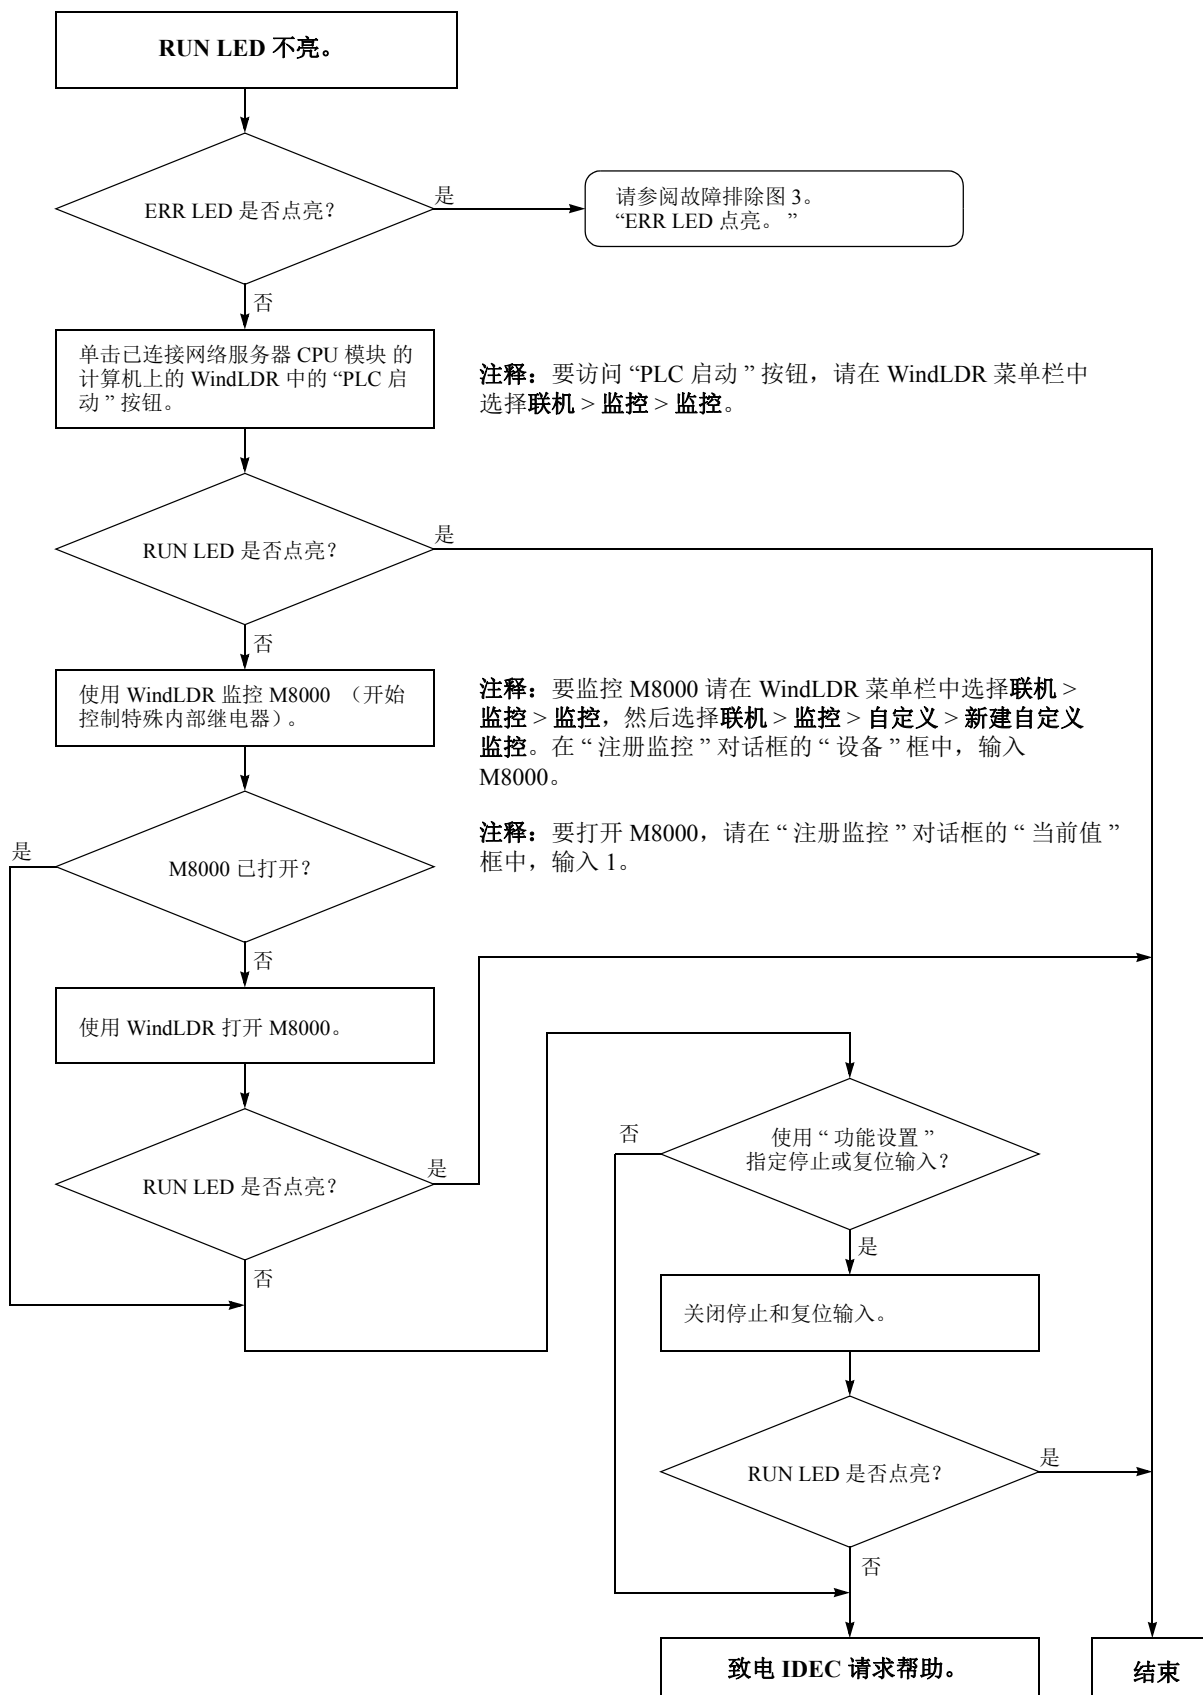 RUN LED 不亮。
ERR LED 是否点亮？
是
请参阅故障排除图 3。
“ERR LED 点亮。 ”
否
单击已连接网络服务器 CPU 模块 的
计算机上的 WindLDR 中的 “PLC 启
动 ” 按钮。
注释：要访问 “PLC 启动 ” 按钮，请在 WindLDR 菜单栏中
选择联机 > 监控 > 监控。
RUN LED 是否点亮？
是
否
使用 WindLDR 监控 M8000 （开始
控制特殊内部继电器）。
注释：要监控 M8000 请在 WindLDR 菜单栏中选择联机 >
监控 > 监控，然后选择联机 > 监控 > 自定义 > 新建自定义
监控。在 “ 注册监控 ” 对话框的 “ 设备 ” 框中，输入
M8000。
注释：要打开 M8000，请在 “ 注册监控 ” 对话框的 “ 当前值 ”
框中，输入 1。
是
M8000 已打开？
否
使用 WindLDR 打开 M8000。
RUN LED 是否点亮？
是
否
否
使用 “ 功能设置 ”
指定停止或复位输入？
是
关闭停止和复位输入。
RUN LED 是否点亮？
是
否
致电 IDEC 请求帮助。
结束